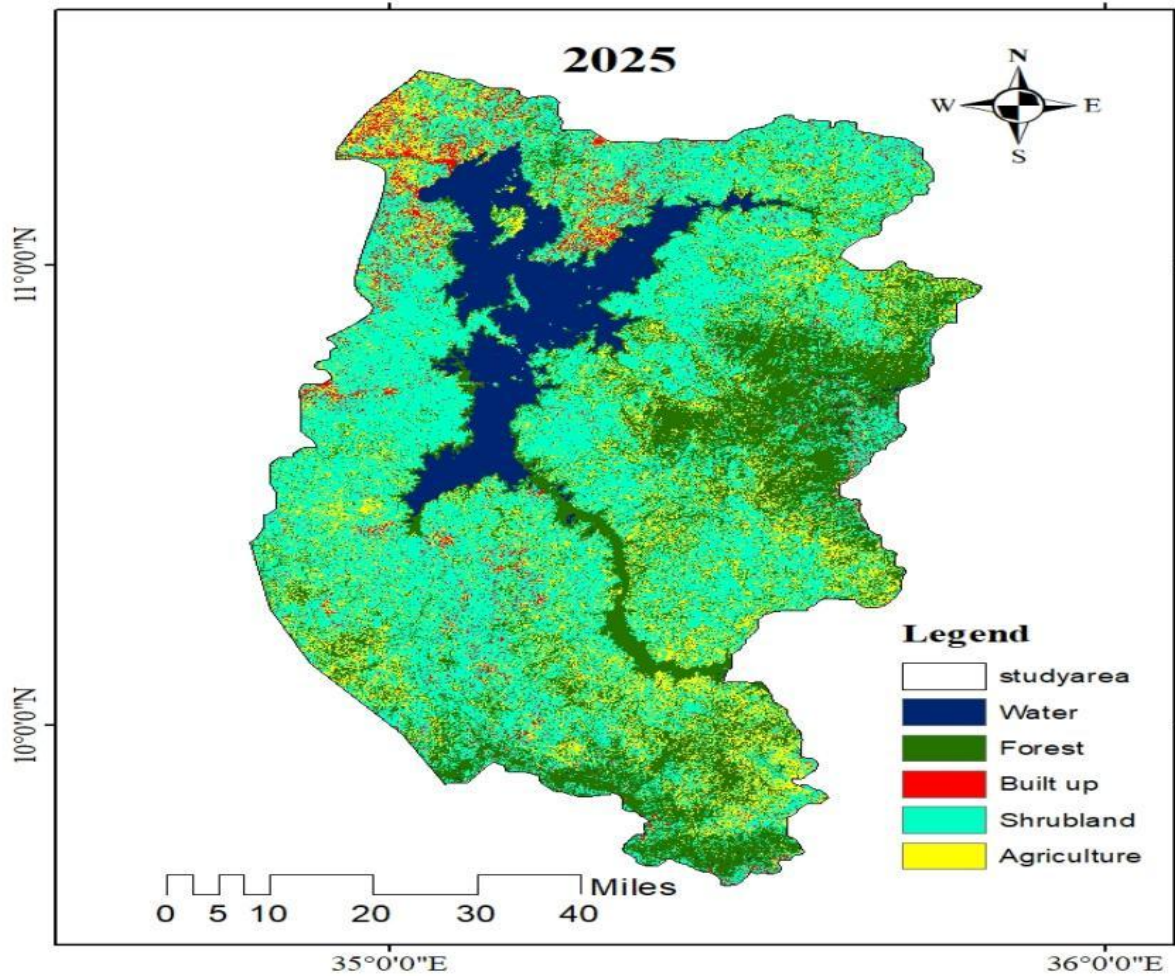 2025
N
W E
S
11°0'0"N
10°0'0"N
Legend
studyarea
Water
Forest
Built up
Shrubland
Agriculture
Miles
0 5 10 20 30 40
35°0'0"E 36°0'0"E